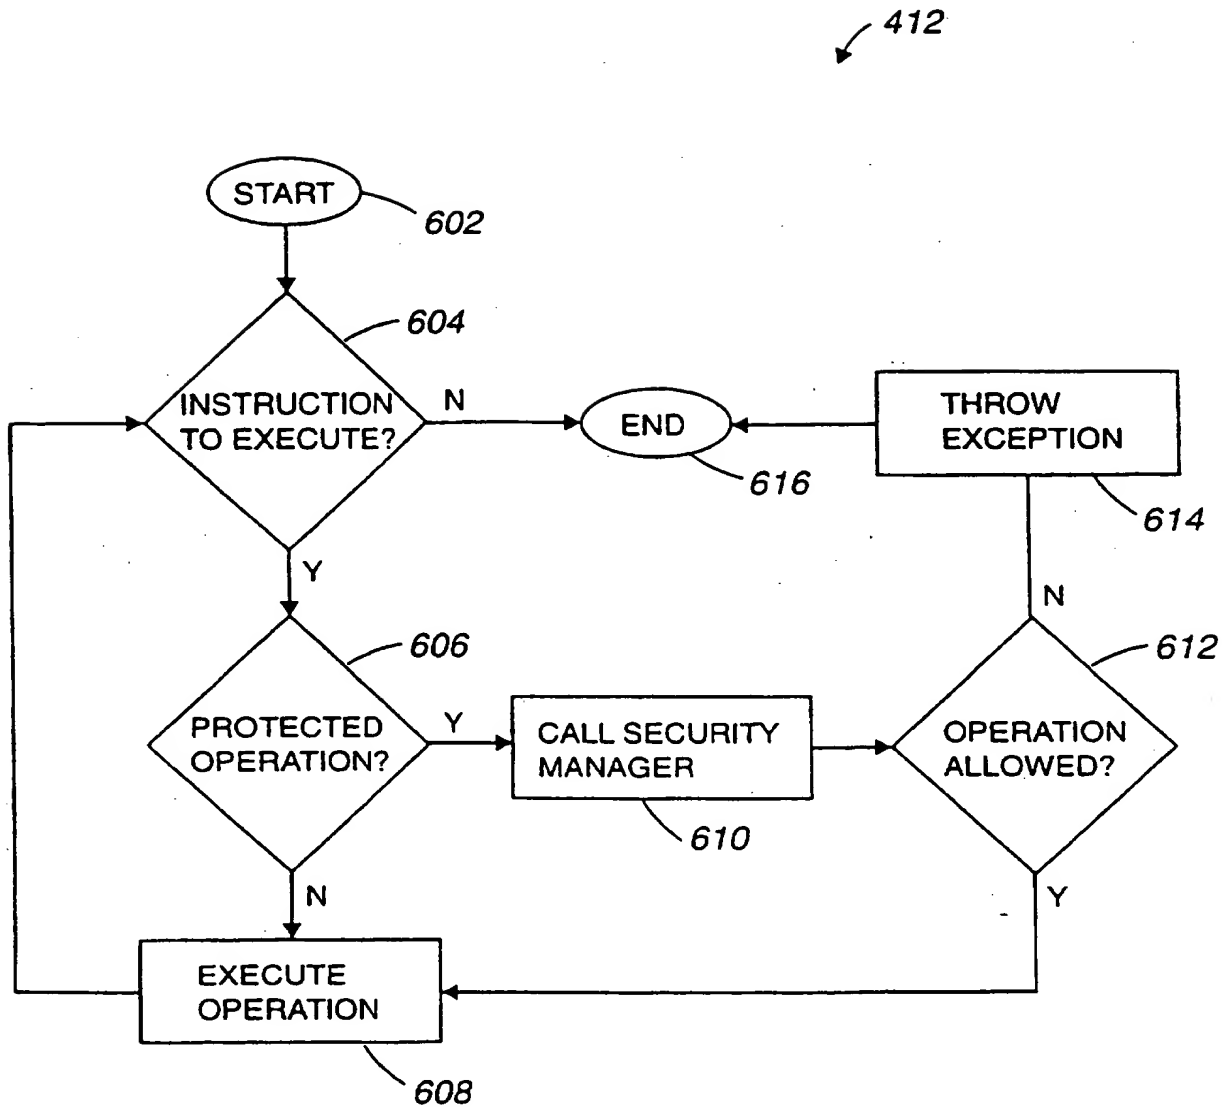 412
START
602
604
INSTRUCTION
TO EXECUTE?
N
END
616
THROW
EXCEPTION
614
Y
N
606
612
PROTECTED
OPERATION?
Y
CALL SECURITY
MANAGER
610
OPERATION
ALLOWED?
N
Y
EXECUTE
OPERATION
608